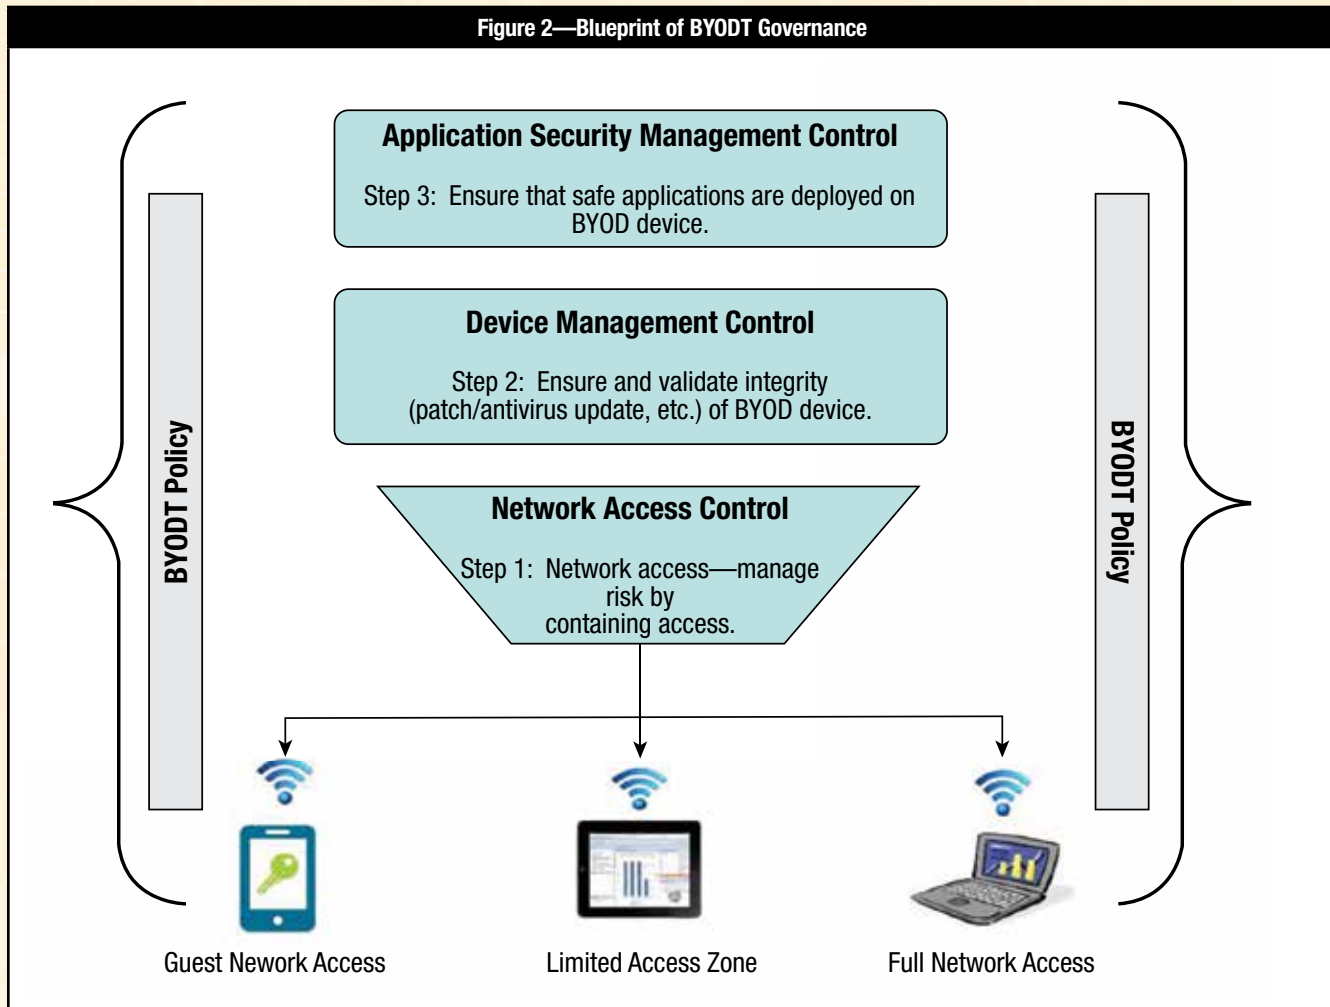 Figure 2—Blueprint of BYODT Governance
Application Security Management Control
Step 3: Ensure that safe applications are deployed on
BYOD device.
Device Management Control
Step 2: Ensure and validate integrity
(patch/antivirus update, etc.) of BYOD device.
Network Access Control
Step 1: Network access—manage
risk by
containing access.
BYODT Policy
BYODT Policy
Guest Nework Access
Limited Access Zone
Full Network Access